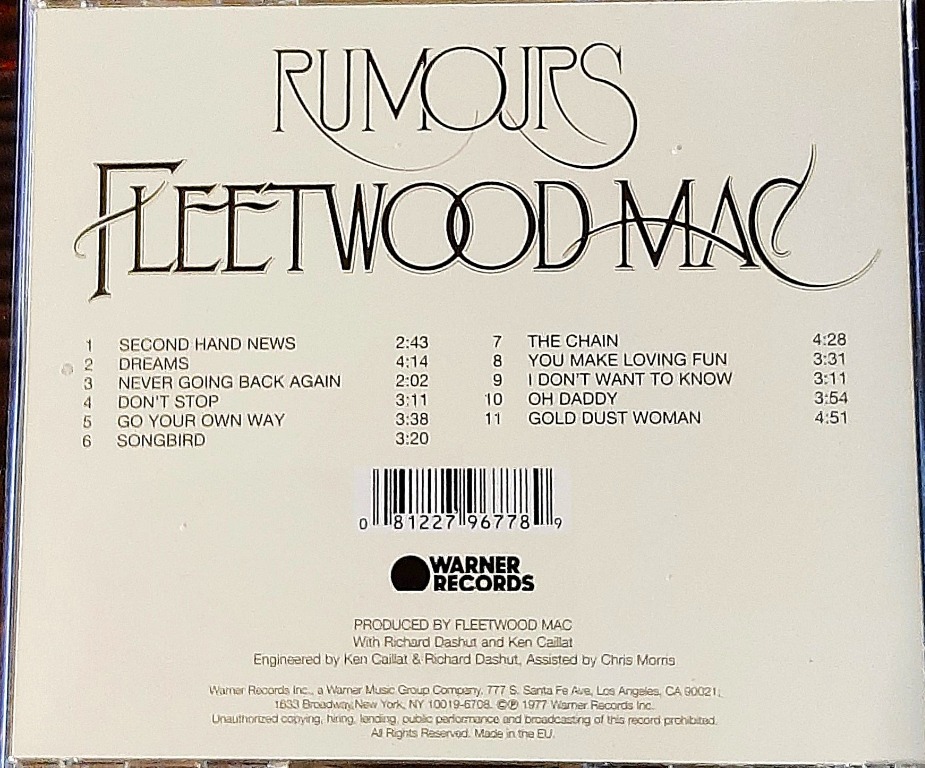 RUMOURS
FLEETWOOD MAC
1 SECOND HAND NEWS 2:43
2 DREAMS 4:14
3 NEVER GOING BACK AGAIN 2:02
4 DON'T STOP 3:11
5 GO YOUR OWN WAY 3:38
6 SONGBIRD 3:20
7 THE CHAIN 4:28
8 YOU MAKE LOVING FUN 3:31
9 I DON'T WANT TO KNOW 3:11
10 OH DADDY 3:54
11 GOLD DUST WOMAN 4:51
0 81227 96778 9
WARNER
RECORDS
PRODUCED BY FLEETWOOD MAC
With Richard Dashut and Ken Caillat
Engineered by Ken Caillat & Richard Dashut, Assisted by Chris Morris
Warner Records Inc., a Warner Music Group Company, 777 S. Santa Fe Ave, Los Angeles, CA 90021;
1633 Broadway, New York, NY 10019-6708. ©℗ 1977 Warner Records Inc.
Unauthorized copying, hiring, lending, public performance and broadcasting of this record prohibited.
All Rights Reserved. Made in the EU.